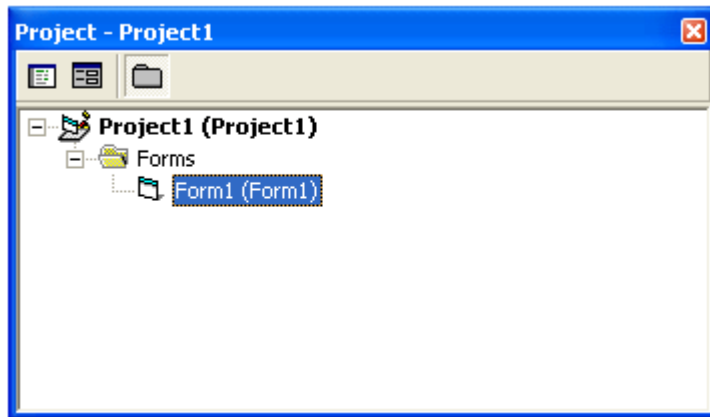 Project - Project1
Project1 (Project1)
Forms
Form1 (Form1)